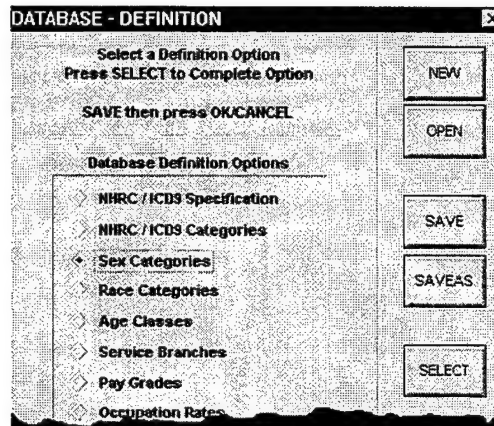 DATABASE - DEFINITION
Select a Definition Option
Press SELECT to Complete Option
SAVE then press OK/CANCEL
Database Definition Options
NHRC / ICD9 Specification
NHRC / ICD9 Categories
Sex Categories
Race Categories
Age Classes
Service Branches
Pay Grades
Occupation Rates
NEW
OPEN
SAVE
SAVEAS
SELECT